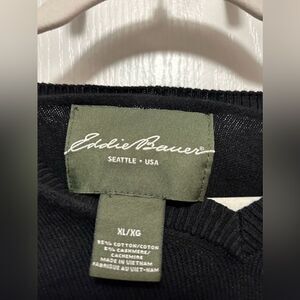 Eddie Bauer®
SEATTLE • USA
XL/XG
95% COTTON/COTON
5% CASHMERE/
CACHEMIRE
MADE IN VIETNAM
FABRIQUÉ AU VIET-NAM